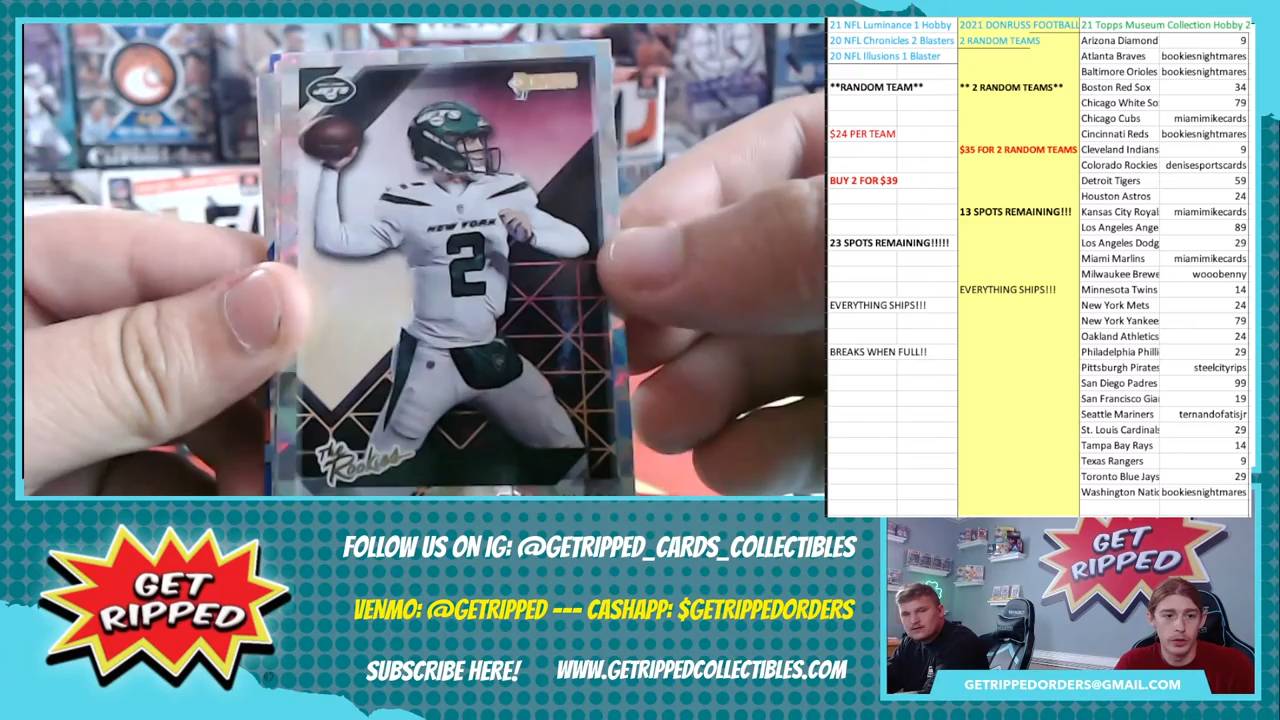 NEW YORK
2
The Rookies
21 NFL Luminance 1 Hobby
20 NFL Chronicles 2 Blasters
20 NFL Illusions 1 Blaster
**RANDOM TEAM**
$24 PER TEAM
BUY 2 FOR $39
23 SPOTS REMAINING!!!!!
EVERYTHING SHIPS!!!
BREAKS WHEN FULL!!
2021 DONRUSS FOOTBALL
2 RANDOM TEAMS
** 2 RANDOM TEAMS**
$35 FOR 2 RANDOM TEAMS
13 SPOTS REMAINING!!!
EVERYTHING SHIPS!!!
21 Topps Museum Collection Hobby 2
Arizona Diamond 9
Atlanta Braves bookiesnightmares
Baltimore Orioles bookiesnightmares
Boston Red Sox 34
Chicago White So 79
Chicago Cubs miamimikecards
Cincinnati Reds bookiesnightmares
Cleveland Indians 9
Colorado Rockies denisesportscards
Detroit Tigers 59
Houston Astros 24
Kansas City Royal miamimikecards
Los Angeles Ange 89
Los Angeles Dodg 29
Miami Marlins miamimikecards
Milwaukee Brewe wooobenny
Minnesota Twins 14
New York Mets 24
New York Yankee 79
Oakland Athletics 24
Philadelphia Philli 29
Pittsburgh Pirates steelcityrips
San Diego Padres 99
San Francisco Gia 19
Seattle Mariners ternandofatisjr
St. Louis Cardinals 29
Tampa Bay Rays 14
Texas Rangers 9
Toronto Blue Jays 29
Washington Natic bookiesnightmares
GET
RIPPED
FOLLOW US ON IG: @GETRIPPED_CARDS_COLLECTIBLES
VENMO: @GETRIPPED --- CASHAPP: $GETRIPPEDORDERS
SUBSCRIBE HERE! WWW.GETRIPPEDCOLLECTIBLES.COM
GET
RIPPED
GETRIPPEDORDERS@GMAIL.COM